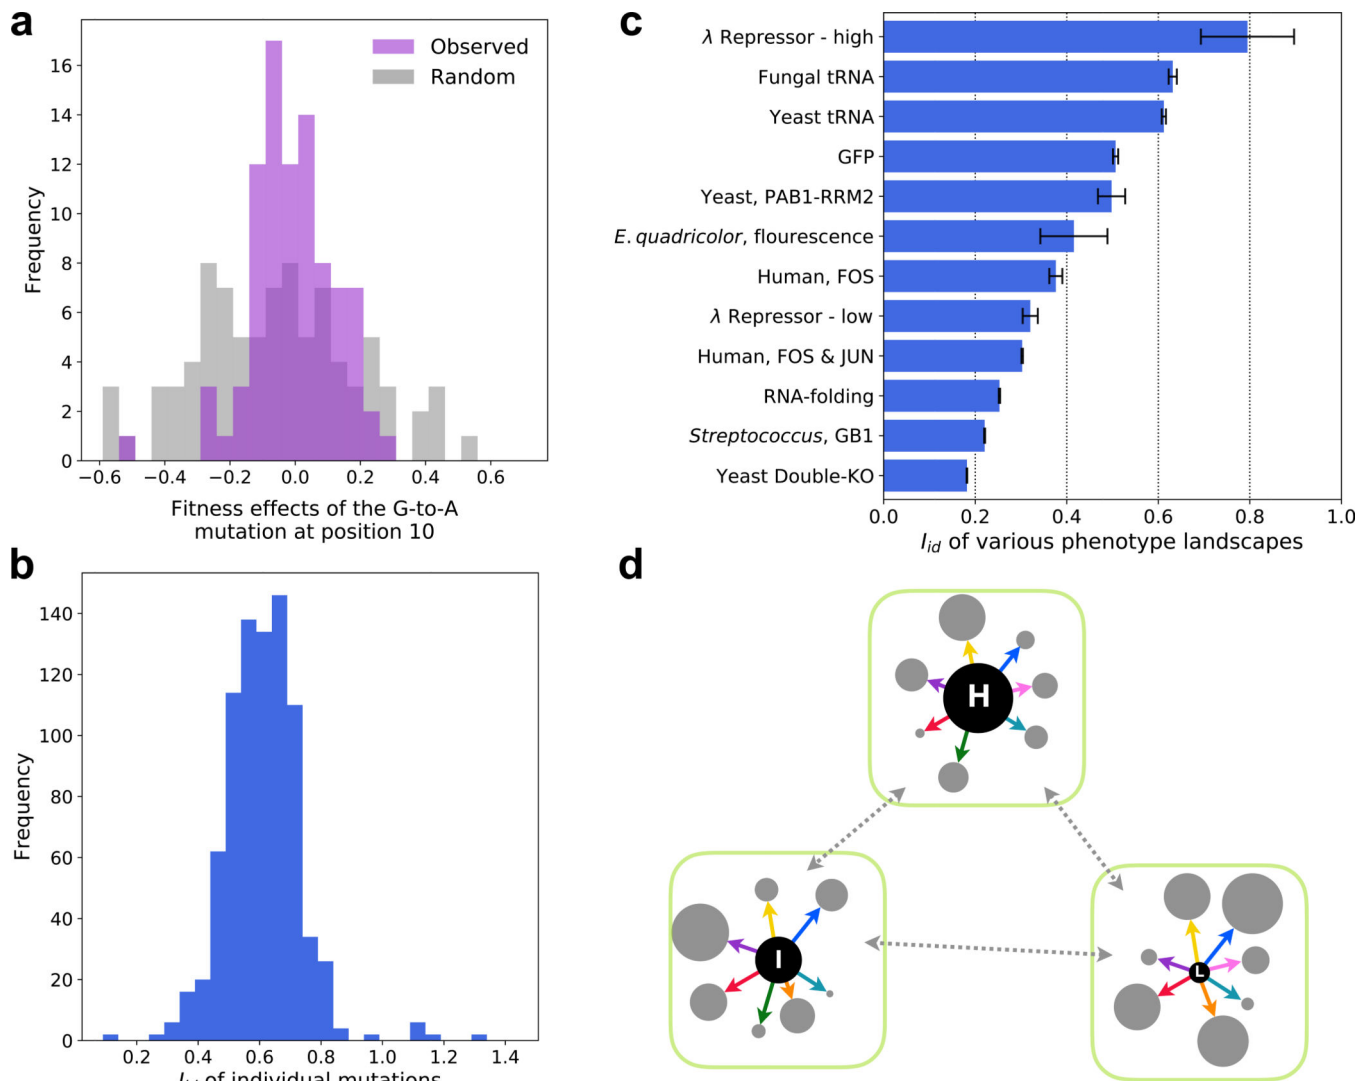 a
Observed
Random
16
14
12
10
8
6
4
2
0
Frequency
−0.6 −0.4 −0.2 0.0 0.2 0.4 0.6
Fitness effects of the G-to-A
mutation at position 10
b
140
120
100
80
60
40
20
0
Frequency
0.2 0.4 0.6 0.8 1.0 1.2 1.4
of individual mutations
c
λ Repressor - high
Fungal tRNA
Yeast tRNA
GFP
Yeast, PAB1-RRM2
E. quadricolor, flourescence
Human, FOS
λ Repressor - low
Human, FOS & JUN
RNA-folding
Streptococcus, GB1
Yeast Double-KO
0.0 0.2 0.4 0.6 0.8 1.0
I_id of various phenotype landscapes
d
H
I
L